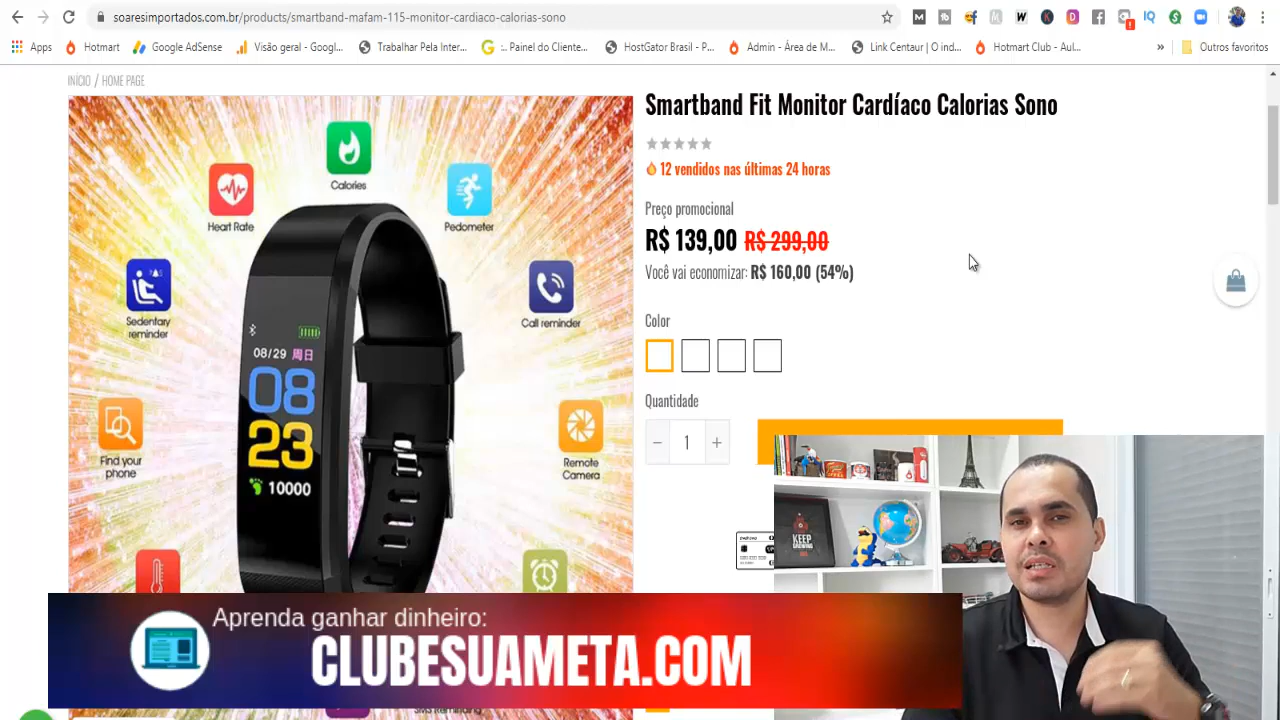 soaresimportados.com.br/products/smartband-mafam-115-monitor-cardiaco-calorias-sono
Apps
Hotmart
Google AdSense
Visão geral - Googl...
Trabalhar Pela Inter...
:. Painel do Cliente...
HostGator Brasil - P...
Admin - Área de M...
Link Centaur | O ind...
Hotmart Club - Aul...
»
Outros favoritos
INÍCIO / HOME PAGE
Smartband Fit Monitor Cardíaco Calorias Sono
12 vendidos nas últimas 24 horas
Preço promocional
R$ 139,00 R$ 299,00
Você vai economizar: R$ 160,00 (54%)
Color
Quantidade
− 1 +
Calories
Heart Rate
Pedometer
Sedentary
reminder
Call reminder
08/29 周日
08
23
10000
Find your
phone
Remote
Camera
KEEP
GROWING
Aprenda ganhar dinheiro:
CLUBESUAMETA.COM